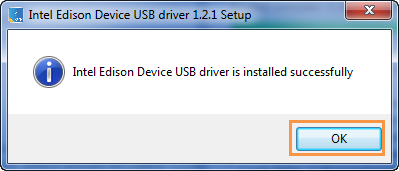 Intel Edison Device USB driver 1.2.1 Setup
Intel Edison Device USB driver is installed successfully
OK